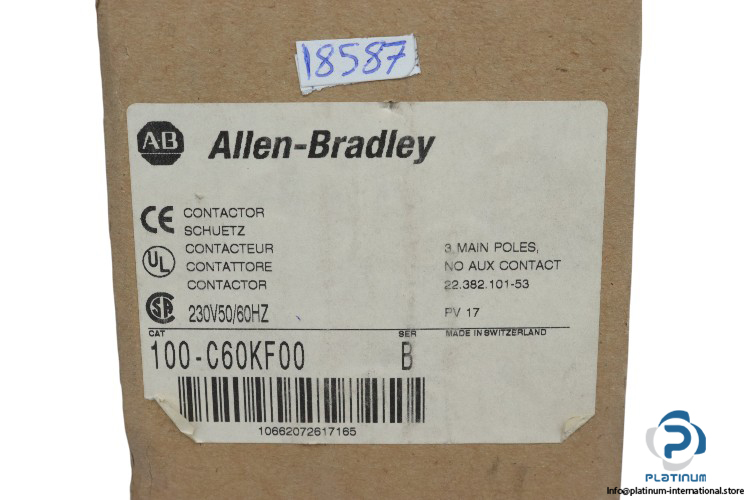 18587
AB Allen-Bradley
CE CONTACTOR
SCHUETZ
UL CONTACTEUR 3 MAIN POLES,
CONTATTORE NO AUX CONTACT
CONTACTOR 22.382.101-53
SA 230V50/60HZ PV 17
CAT SER MADE IN SWITZERLAND
100-C60KF00 B
10662072617165
PLATINUM
Info@platinum-international.store